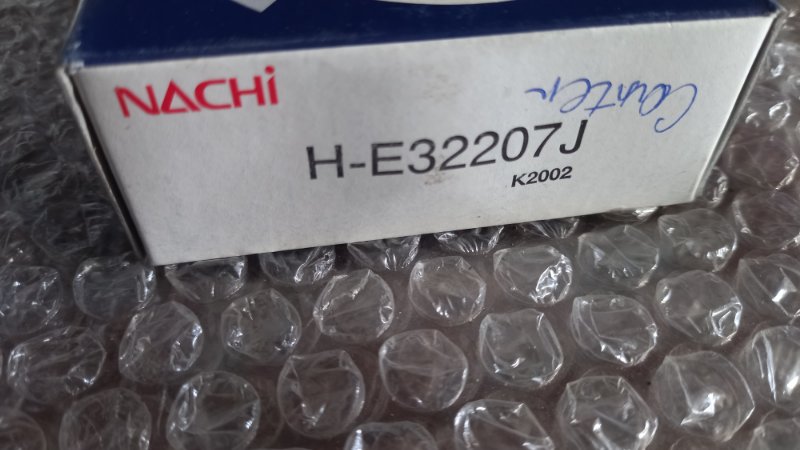 NACHi
Canter
H-E32207J
K2002